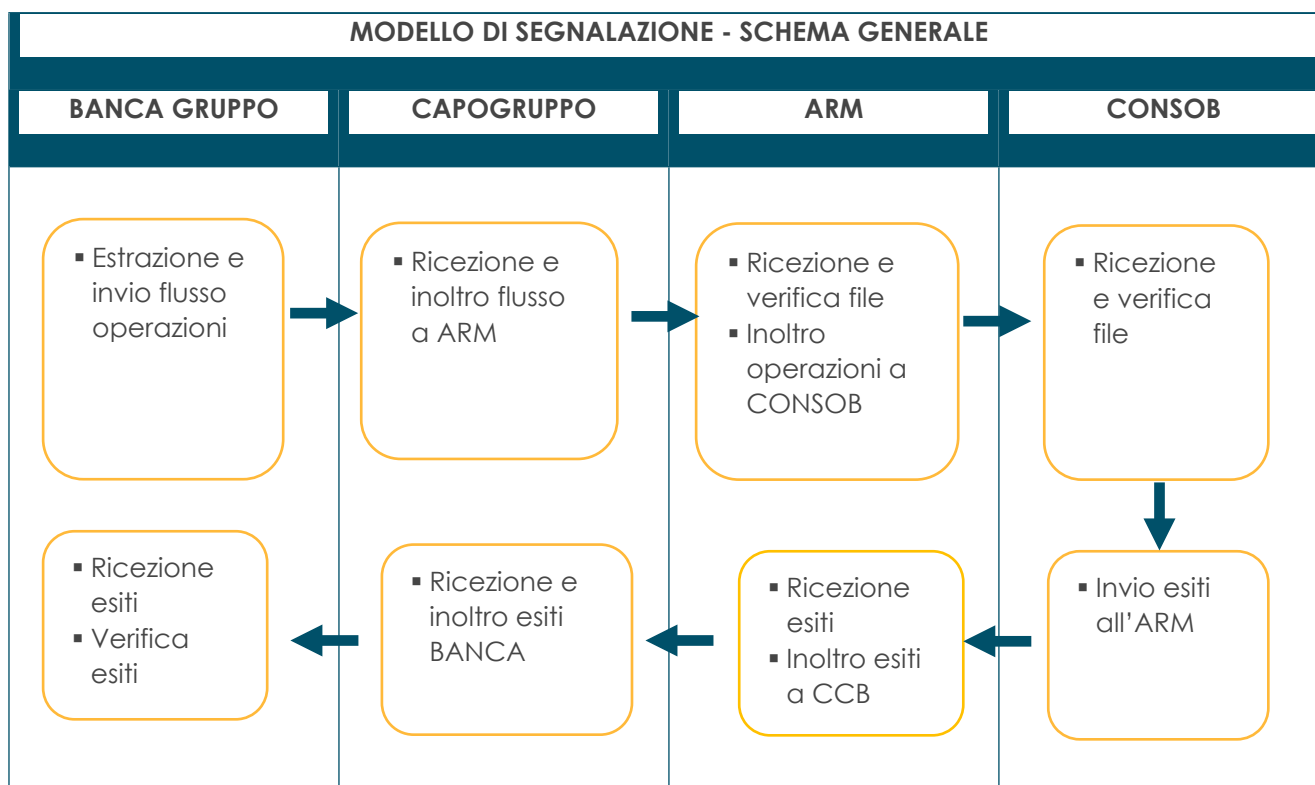 MODELLO DI SEGNALAZIONE - SCHEMA GENERALE
BANCA GRUPPO
CAPOGRUPPO
ARM
CONSOB
▪ Estrazione e
invio flusso
operazioni
▪ Ricezione e
inoltro flusso
a ARM
▪ Ricezione e
verifica file
▪ Inoltro
operazioni a
CONSOB
▪ Ricezione
e verifica
file
▪ Ricezione
esiti
▪ Verifica
esiti
▪ Ricezione e
inoltro esiti
BANCA
▪ Ricezione
esiti
▪ Inoltro esiti
a CCB
▪ Invio esiti
all’ARM